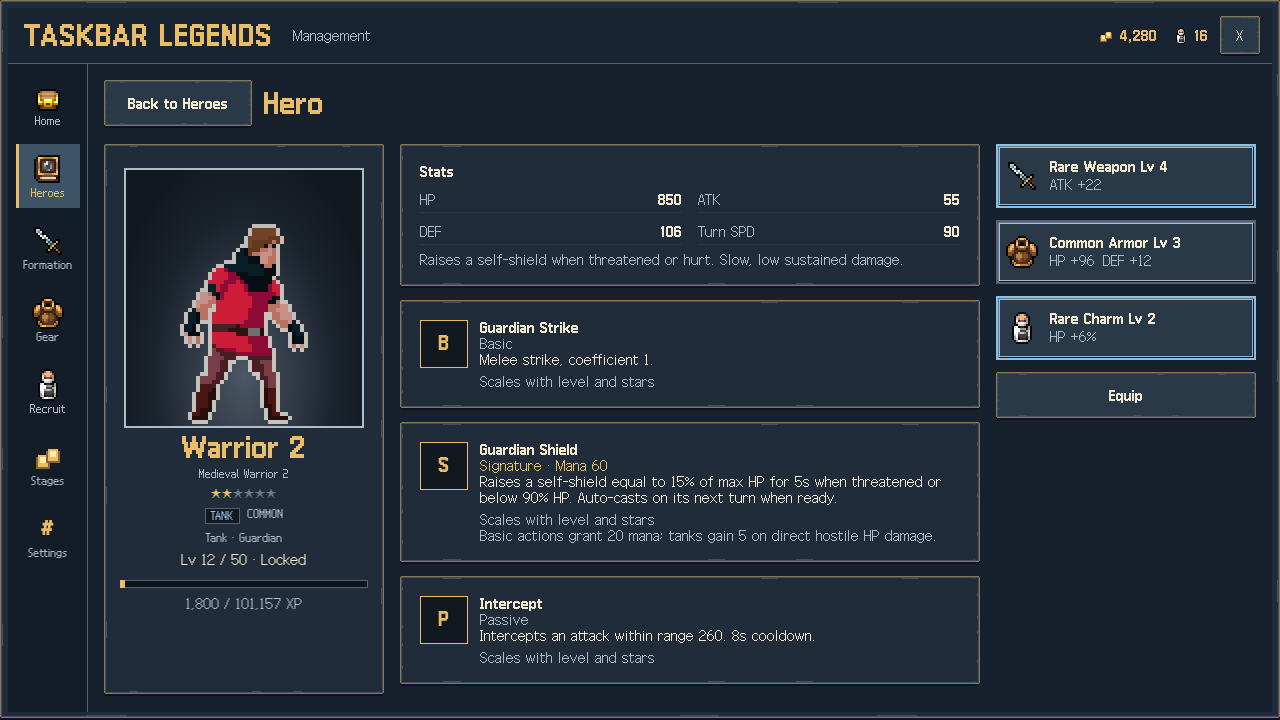 TASKBAR LEGENDS
Management
4,280
16
X
Home
Heroes
Formation
Gear
Recruit
Stages
#
Settings
Back to Heroes
Hero
Warrior 2
Medieval Warrior 2
★★★★★★
TANK COMMON
Tank · Guardian
Lv 12 / 50 · Locked
1,800 / 101,157 XP
Stats
HP 850 ATK 55
DEF 106 Turn SPD 90
Raises a self-shield when threatened or hurt. Slow, low sustained damage.
B
Guardian Strike
Basic
Melee strike, coefficient 1.
Scales with level and stars
S
Guardian Shield
Signature · Mana 60
Raises a self-shield equal to 15% of max HP for 5s when threatened or
below 90% HP. Auto-casts on its next turn when ready.
Scales with level and stars
Basic actions grant 20 mana; tanks gain 5 on direct hostile HP damage.
P
Intercept
Passive
Intercepts an attack within range 260. 8s cooldown.
Scales with level and stars
Rare Weapon Lv 4
ATK +22
Common Armor Lv 3
HP +96 DEF +12
Rare Charm Lv 2
HP +6%
Equip